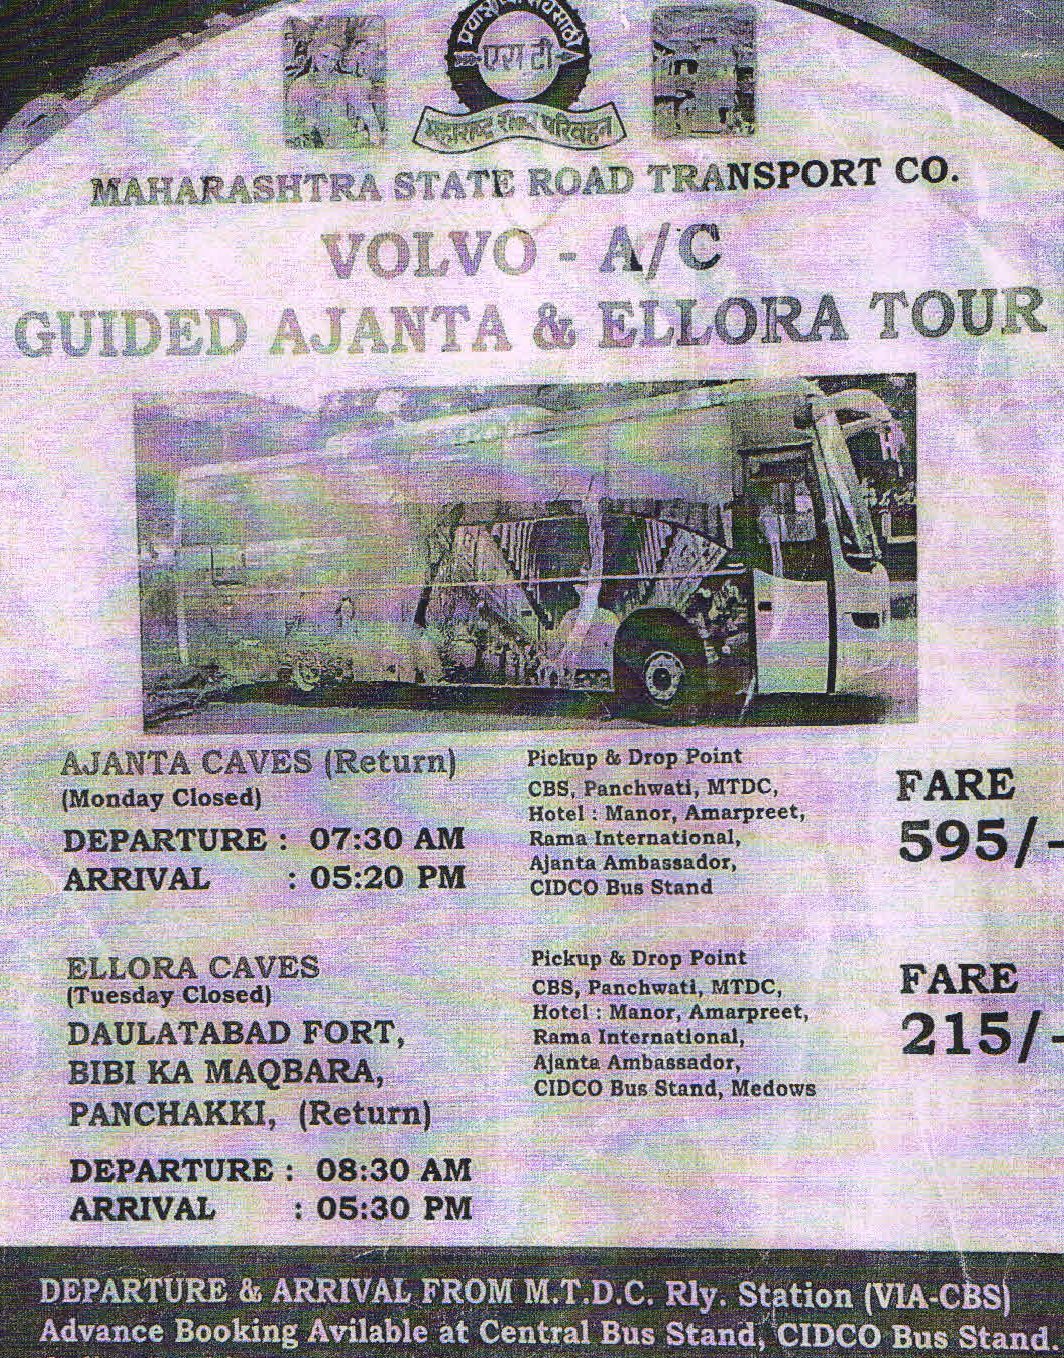 प्रवाशांच्या सेवेसाठी
एस टी
महाराष्ट्र राज्य परिवहन
MAHARASHTRA STATE ROAD TRANSPORT CO.
VOLVO - A/C
GUIDED AJANTA & ELLORA TOUR
AJANTA CAVES (Return)
(Monday Closed)
DEPARTURE : 07:30 AM
ARRIVAL : 05:20 PM
Pickup & Drop Point
CBS, Panchwati, MTDC,
Hotel : Manor, Amarpreet,
Rama International,
Ajanta Ambassador,
CIDCO Bus Stand
FARE
595/-
ELLORA CAVES
(Tuesday Closed)
DAULATABAD FORT,
BIBI KA MAQBARA,
PANCHAKKI, (Return)
DEPARTURE : 08:30 AM
ARRIVAL : 05:30 PM
Pickup & Drop Point
CBS, Panchwati, MTDC,
Hotel : Manor, Amarpreet,
Rama International,
Ajanta Ambassador,
CIDCO Bus Stand, Medows
FARE
215/-
DEPARTURE & ARRIVAL FROM M.T.D.C. Rly. Station (VIA-CBS)
Advance Booking Avilable at Central Bus Stand, CIDCO Bus Stand.